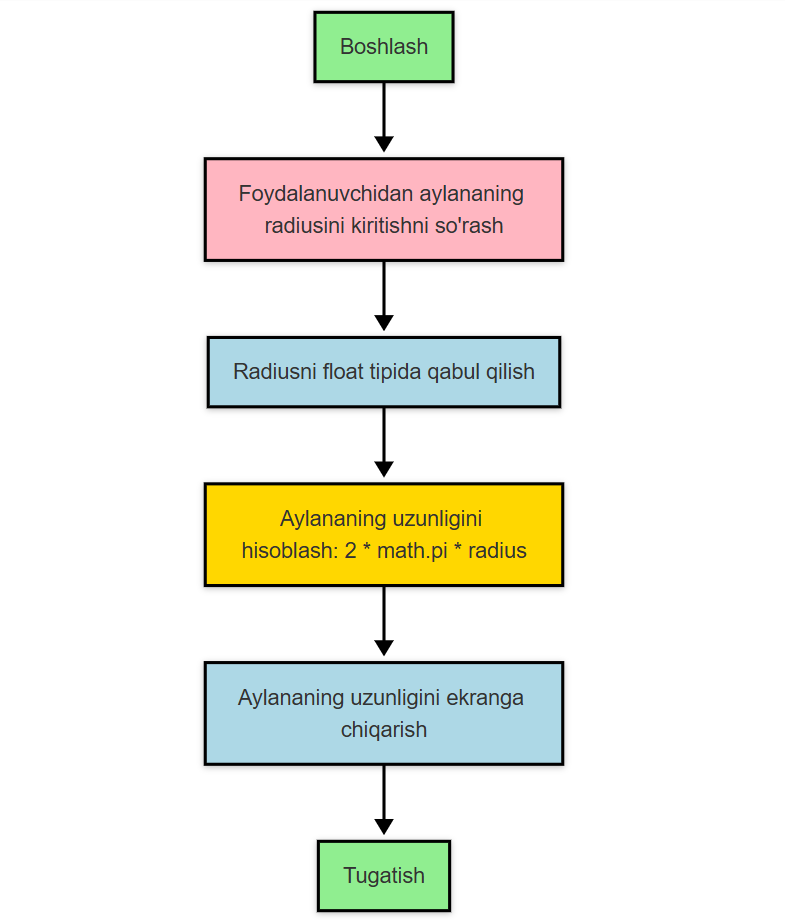 Boshlash
Foydalanuvchidan aylananing
radiusini kiritishni so'rash
Radiusni float tipida qabul qilish
Aylananing uzunligini
hisoblash: 2 * math.pi * radius
Aylananing uzunligini ekranga
chiqarish
Tugatish